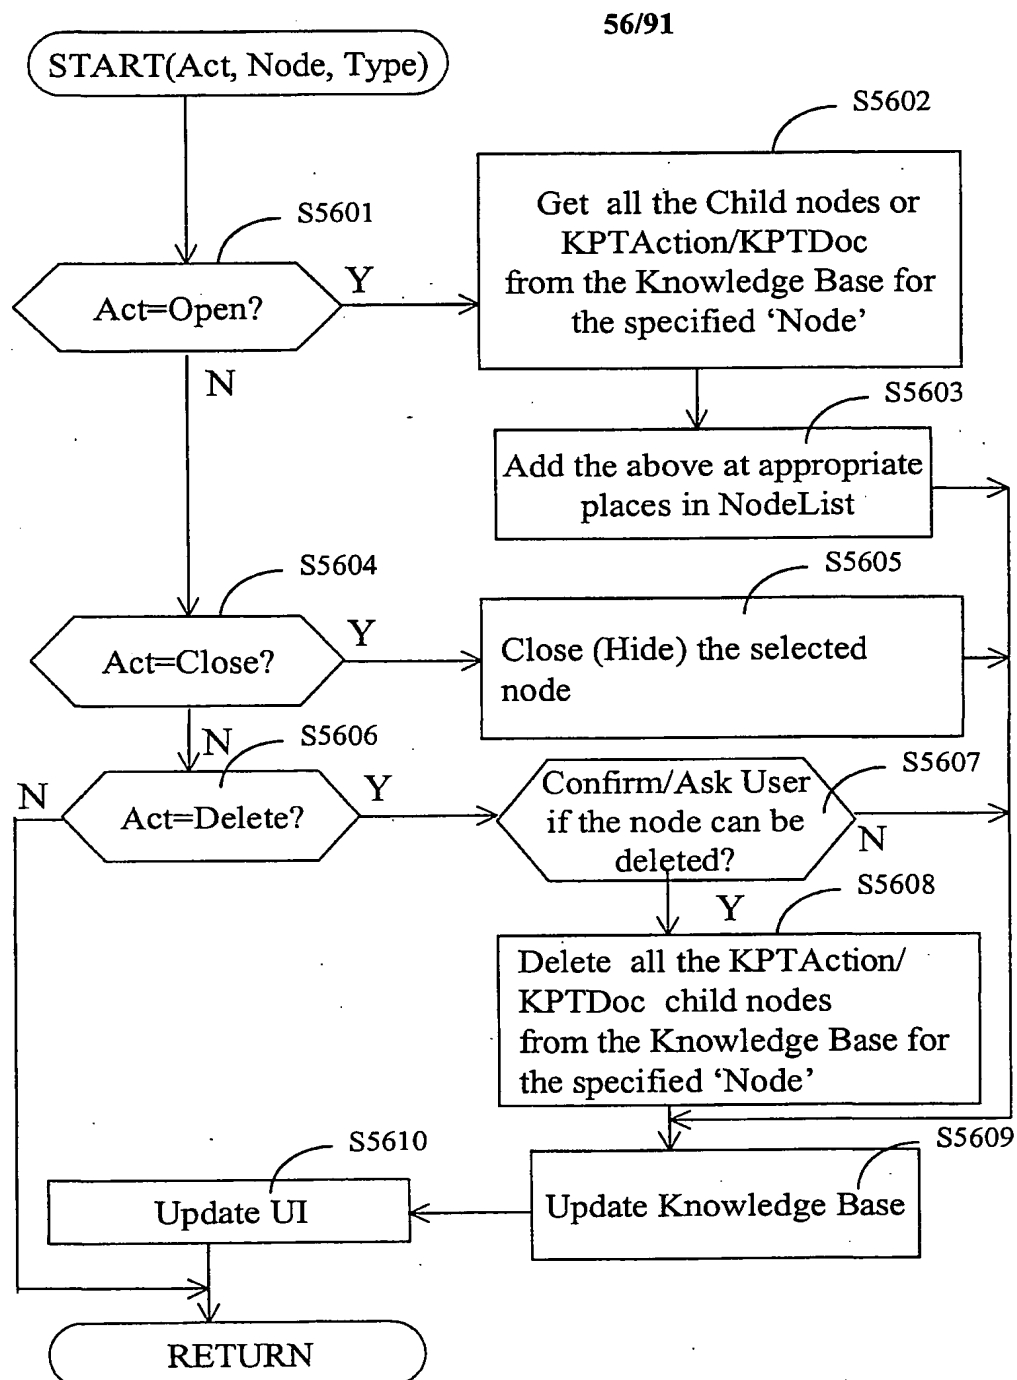 56/91
START(Act, Node, Type)
S5602
Get all the Child nodes or
KPTAction/KPTDoc
from the Knowledge Base for
the specified ‘Node’
S5601
Act=Open?
Y
N
S5603
Add the above at appropriate
places in NodeList
S5604
Act=Close?
Y
S5605
Close (Hide) the selected
node
N
S5606
N
Act=Delete?
Y
S5607
Confirm/Ask User
if the node can be
deleted?
N
Y
S5608
Delete all the KPTAction/
KPTDoc child nodes
from the Knowledge Base for
the specified ‘Node’
S5609
Update Knowledge Base
S5610
Update UI
RETURN